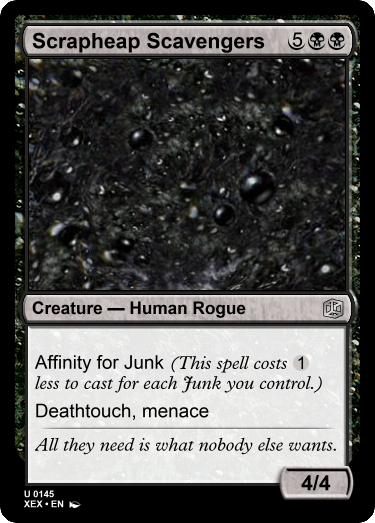 Scrapheap Scavengers 5
Creature — Human Rogue
Affinity for Junk (This spell costs 1
less to cast for each Junk you control.)
Deathtouch, menace
All they need is what nobody else wants.
4/4
U 0145
XEX • EN